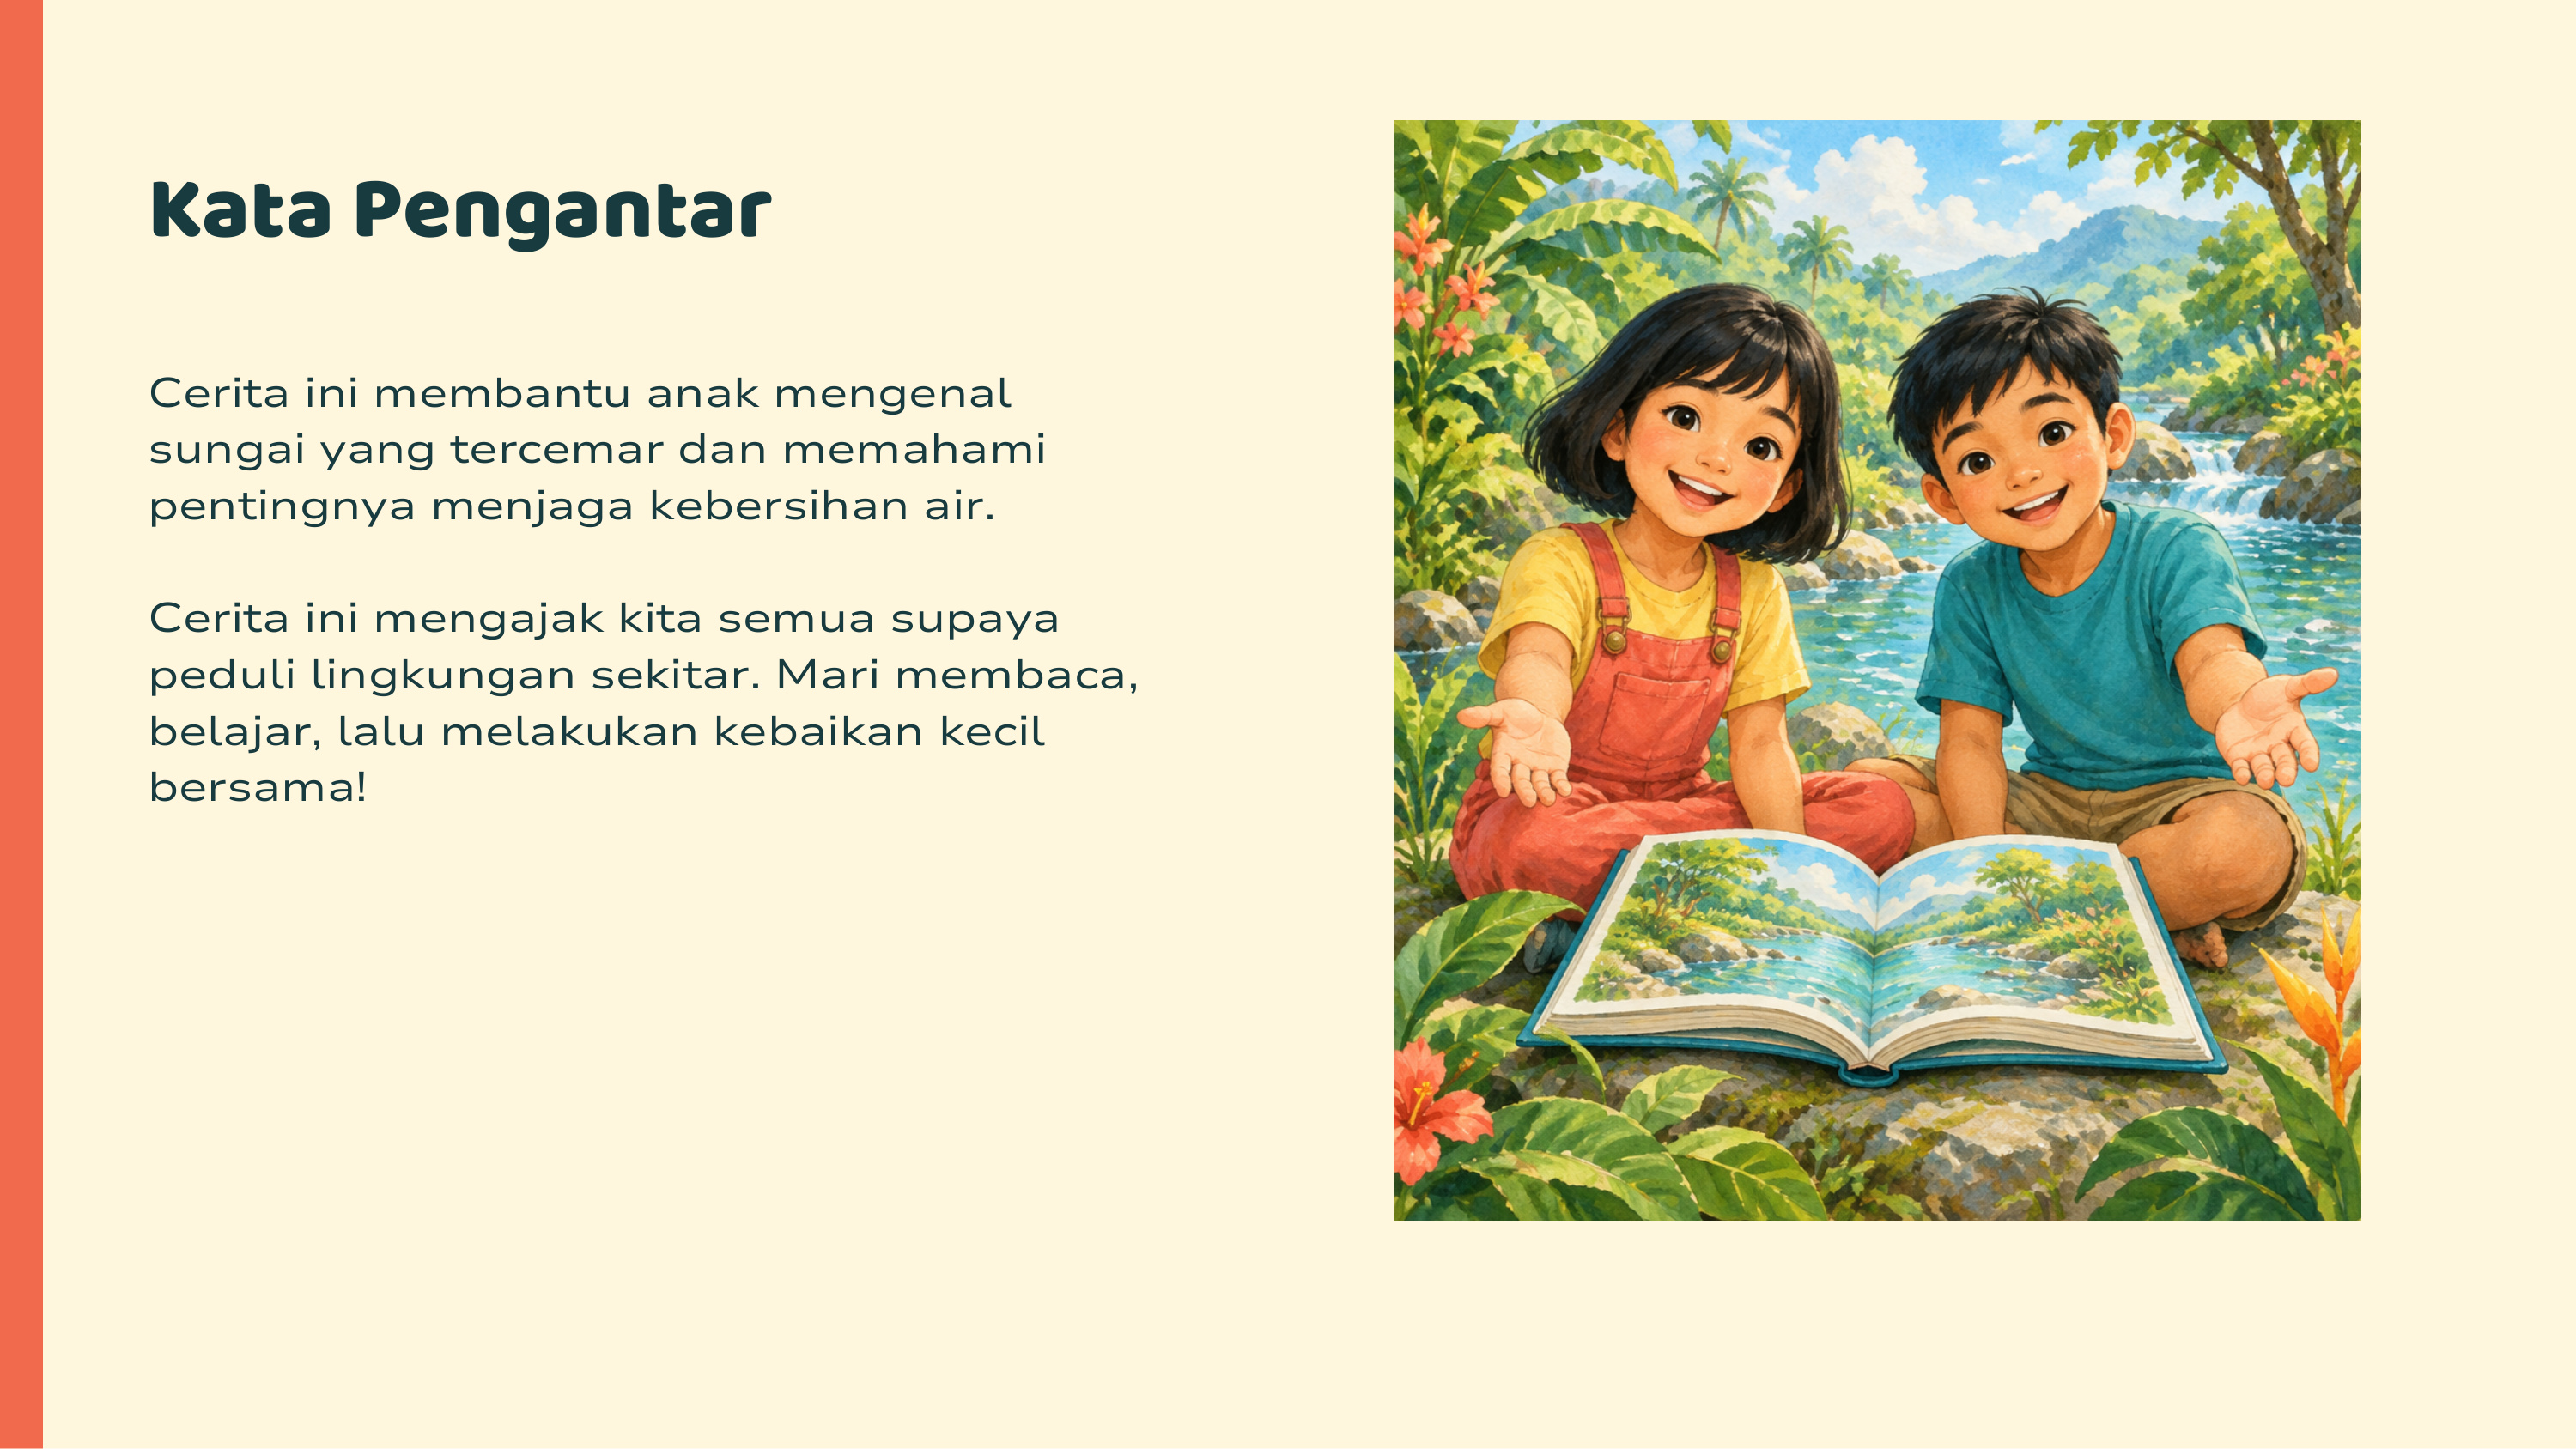 Kata Pengantar
Cerita ini membantu anak mengenal
sungai yang tercemar dan memahami
pentingnya menjaga kebersihan air.
Cerita ini mengajak kita semua supaya
peduli lingkungan sekitar. Mari membaca,
belajar, lalu melakukan kebaikan kecil
bersama!